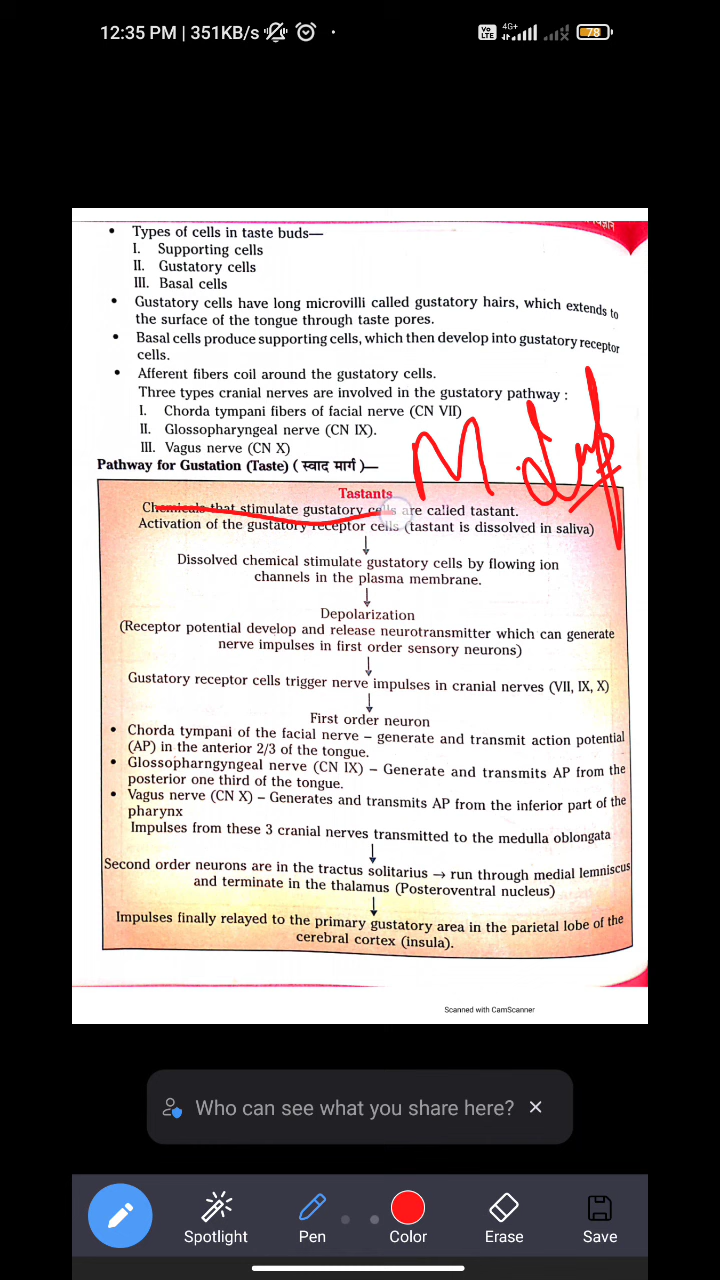 12:35 PM | 351KB/s
Vo LTE 4G+ 78
• Types of cells in taste buds—
I. Supporting cells
II. Gustatory cells
III. Basal cells
• Gustatory cells have long microvilli called gustatory hairs, which extends to
the surface of the tongue through taste pores.
• Basal cells produce supporting cells, which then develop into gustatory receptor
cells.
• Afferent fibers coil around the gustatory cells.
Three types cranial nerves are involved in the gustatory pathway :
I. Chorda tympani fibers of facial nerve (CN VII)
II. Glossopharyngeal nerve (CN IX).
III. Vagus nerve (CN X)
Pathway for Gustation (Taste) ( स्वाद मार्ग )—
Tastants
Chemicals that stimulate gustatory cells are called tastant.
Activation of the gustatory receptor cells (tastant is dissolved in saliva)
↓
Dissolved chemical stimulate gustatory cells by flowing ion
channels in the plasma membrane.
↓
Depolarization
(Receptor potential develop and release neurotransmitter which can generate
nerve impulses in first order sensory neurons)
↓
Gustatory receptor cells trigger nerve impulses in cranial nerves (VII, IX, X)
↓
First order neuron
• Chorda tympani of the facial nerve – generate and transmit action potential
(AP) in the anterior 2/3 of the tongue.
• Glossopharngyngeal nerve (CN IX) – Generate and transmits AP from the
posterior one third of the tongue.
• Vagus nerve (CN X) – Generates and transmits AP from the inferior part of the
pharynx
Impulses from these 3 cranial nerves transmitted to the medulla oblongata
↓
Second order neurons are in the tractus solitarius → run through medial lemniscus
and terminate in the thalamus (Posteroventral nucleus)
↓
Impulses finally relayed to the primary gustatory area in the parietal lobe of the
cerebral cortex (insula).
Scanned with CamScanner
Who can see what you share here? ×
Spotlight Pen Color Erase Save